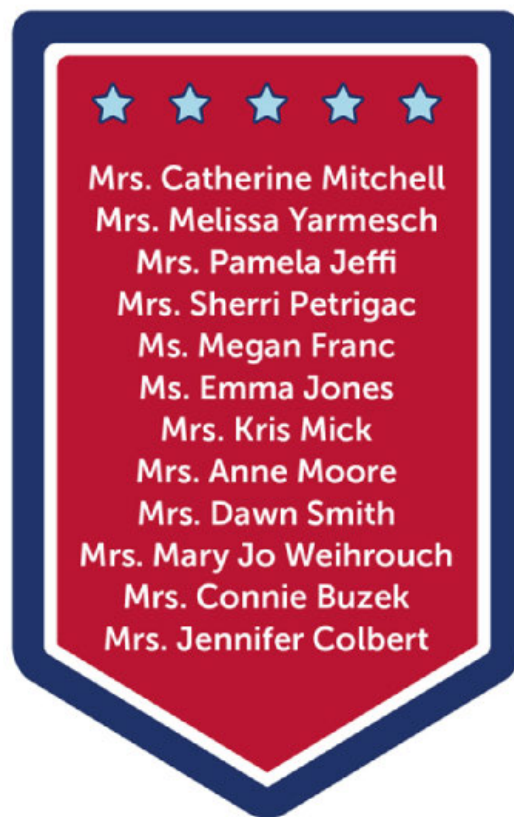 Mrs. Catherine Mitchell
Mrs. Melissa Yarmesch
Mrs. Pamela Jeffi
Mrs. Sherri Petrigac
Ms. Megan Franc
Ms. Emma Jones
Mrs. Kris Mick
Mrs. Anne Moore
Mrs. Dawn Smith
Mrs. Mary Jo Weihrouch
Mrs. Connie Buzek
Mrs. Jennifer Colbert